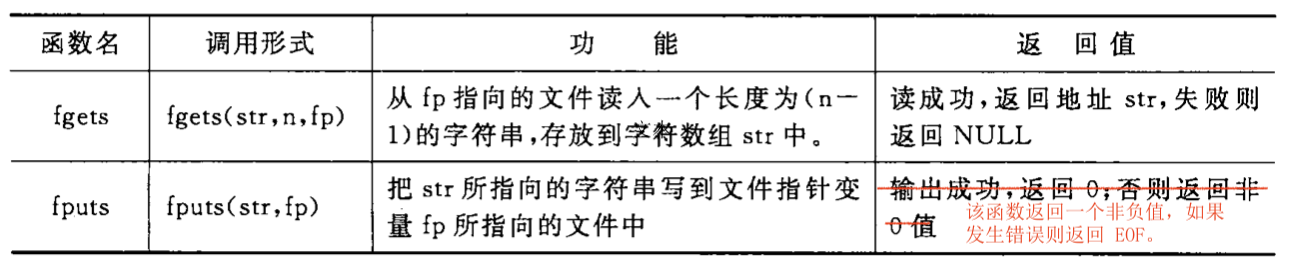 函数名 调用形式 功 能 返 回值
fgets fgets(str,n,fp) 从 fp 指向的文件读入一个长度为(n－
1)的字符串,存放到字符数组 str 中。 读成功,返回地址 str,失败则
返回 NULL
fputs fputs(str,fp) 把 str 所指向的字符串写到文件指针变
量 fp 所指向的文件中 输出成功,返回 0;否则返回非
0 值
该函数返回一个非负值，如果
发生错误则返回 EOF。